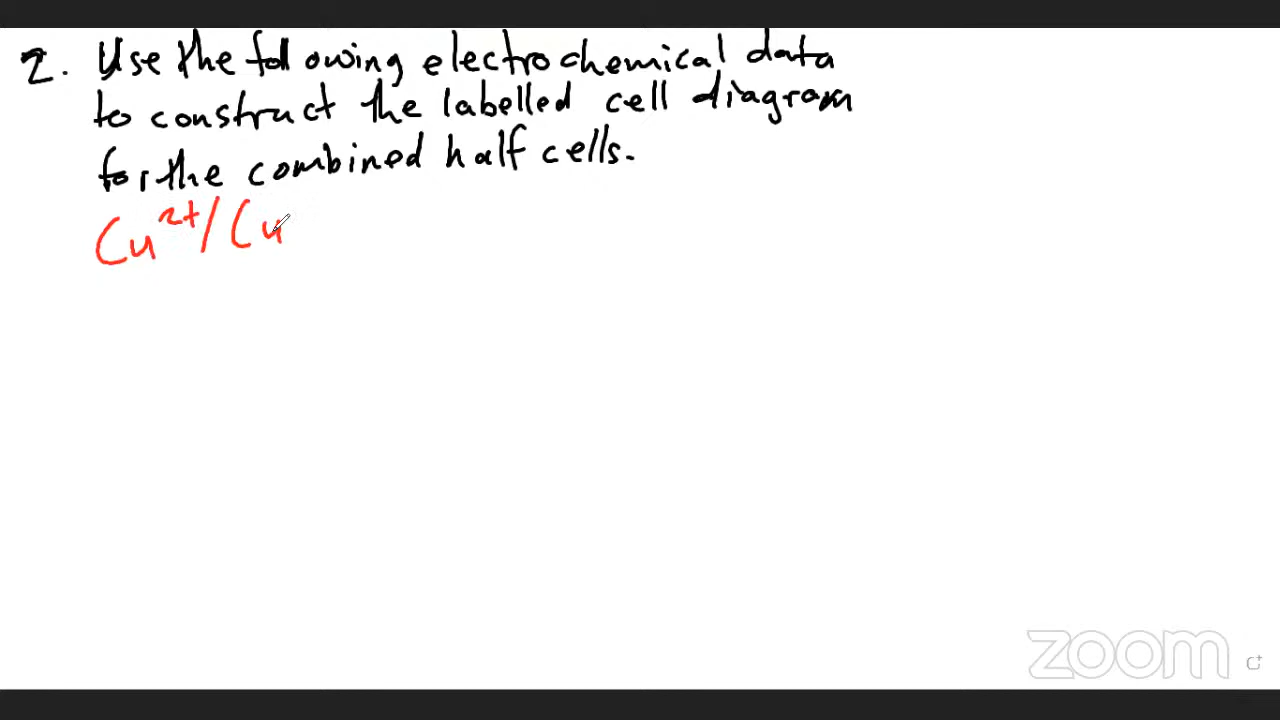 2. Use the following electrochemical data
to construct the labelled cell diagram
for the combined half cells.
Cu²⁺/Cu
zoom